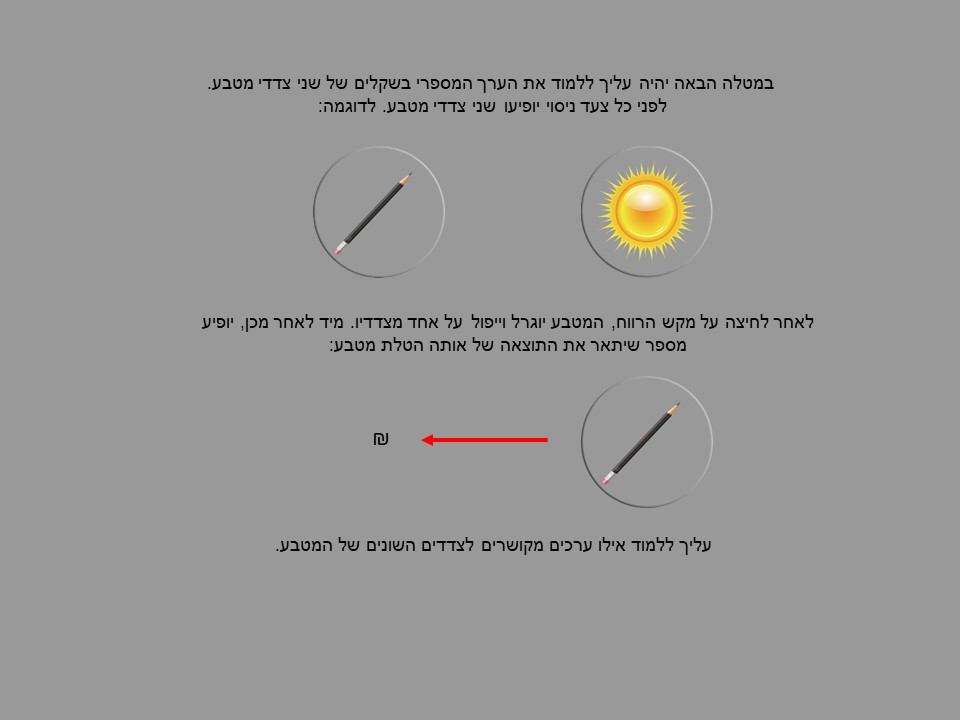 במטלה הבאה יהיה עליך ללמוד את הערך המספרי בשקלים של שני צדדי מטבע.
לפני כל צעד ניסוי יופיעו שני צדדי מטבע. לדוגמה:
לאחר לחיצה על מקש הרווח, המטבע יוגרל וייפול על אחד מצדדיו. מיד לאחר מכן, יופיע
מספר שיתאר את התוצאה של אותה הטלת מטבע:
₪
עליך ללמוד אילו ערכים מקושרים לצדדים השונים של המטבע.